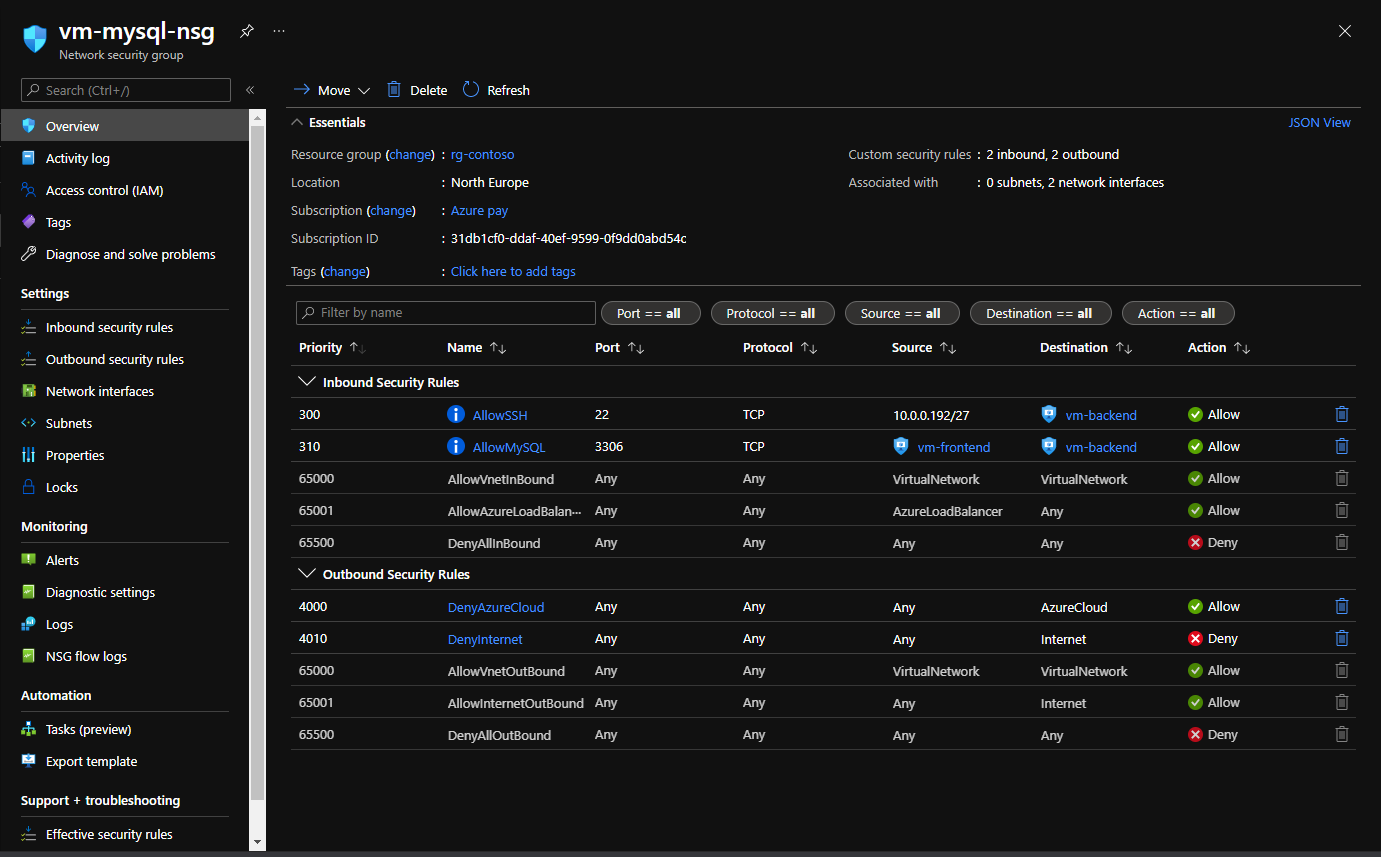 vm-mysql-nsg
Network security group
Search (Ctrl+/)
Overview
Activity log
Access control (IAM)
Tags
Diagnose and solve problems
Settings
Inbound security rules
Outbound security rules
Network interfaces
Subnets
Properties
Locks
Monitoring
Alerts
Diagnostic settings
Logs
NSG flow logs
Automation
Tasks (preview)
Export template
Support + troubleshooting
Effective security rules
Move Delete Refresh
Essentials JSON View
Resource group (change) : rg-contoso Custom security rules : 2 inbound, 2 outbound
Location : North Europe Associated with : 0 subnets, 2 network interfaces
Subscription (change) : Azure pay
Subscription ID : 31db1cf0-ddaf-40ef-9599-0f9dd0abd54c
Tags (change) : Click here to add tags
Filter by name Port == all Protocol == all Source == all Destination == all Action == all
Priority Name Port Protocol Source Destination Action
Inbound Security Rules
300 AllowSSH 22 TCP 10.0.0.192/27 vm-backend Allow
310 AllowMySQL 3306 TCP vm-frontend vm-backend Allow
65000 AllowVnetInBound Any Any VirtualNetwork VirtualNetwork Allow
65001 AllowAzureLoadBalan... Any Any AzureLoadBalancer Any Allow
65500 DenyAllInBound Any Any Any Any Deny
Outbound Security Rules
4000 DenyAzureCloud Any Any Any AzureCloud Allow
4010 DenyInternet Any Any Any Internet Deny
65000 AllowVnetOutBound Any Any VirtualNetwork VirtualNetwork Allow
65001 AllowInternetOutBound Any Any Any Internet Allow
65500 DenyAllOutBound Any Any Any Any Deny